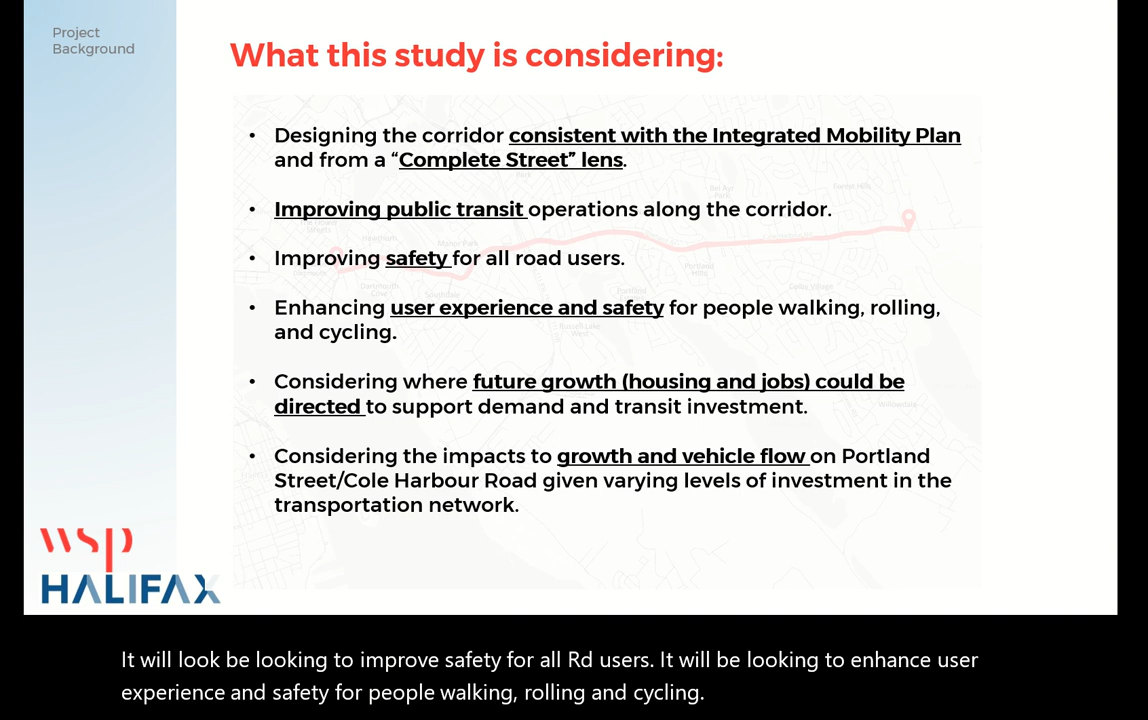 Project
Background
What this study is considering:
• Designing the corridor consistent with the Integrated Mobility Plan
and from a “Complete Street” lens.
• Improving public transit operations along the corridor.
• Improving safety for all road users.
• Enhancing user experience and safety for people walking, rolling,
and cycling.
• Considering where future growth (housing and jobs) could be
directed to support demand and transit investment.
• Considering the impacts to growth and vehicle flow on Portland
Street/Cole Harbour Road given varying levels of investment in the
transportation network.
wsp
HALIFAX
It will look be looking to improve safety for all Rd users. It will be looking to enhance user
experience and safety for people walking, rolling and cycling.